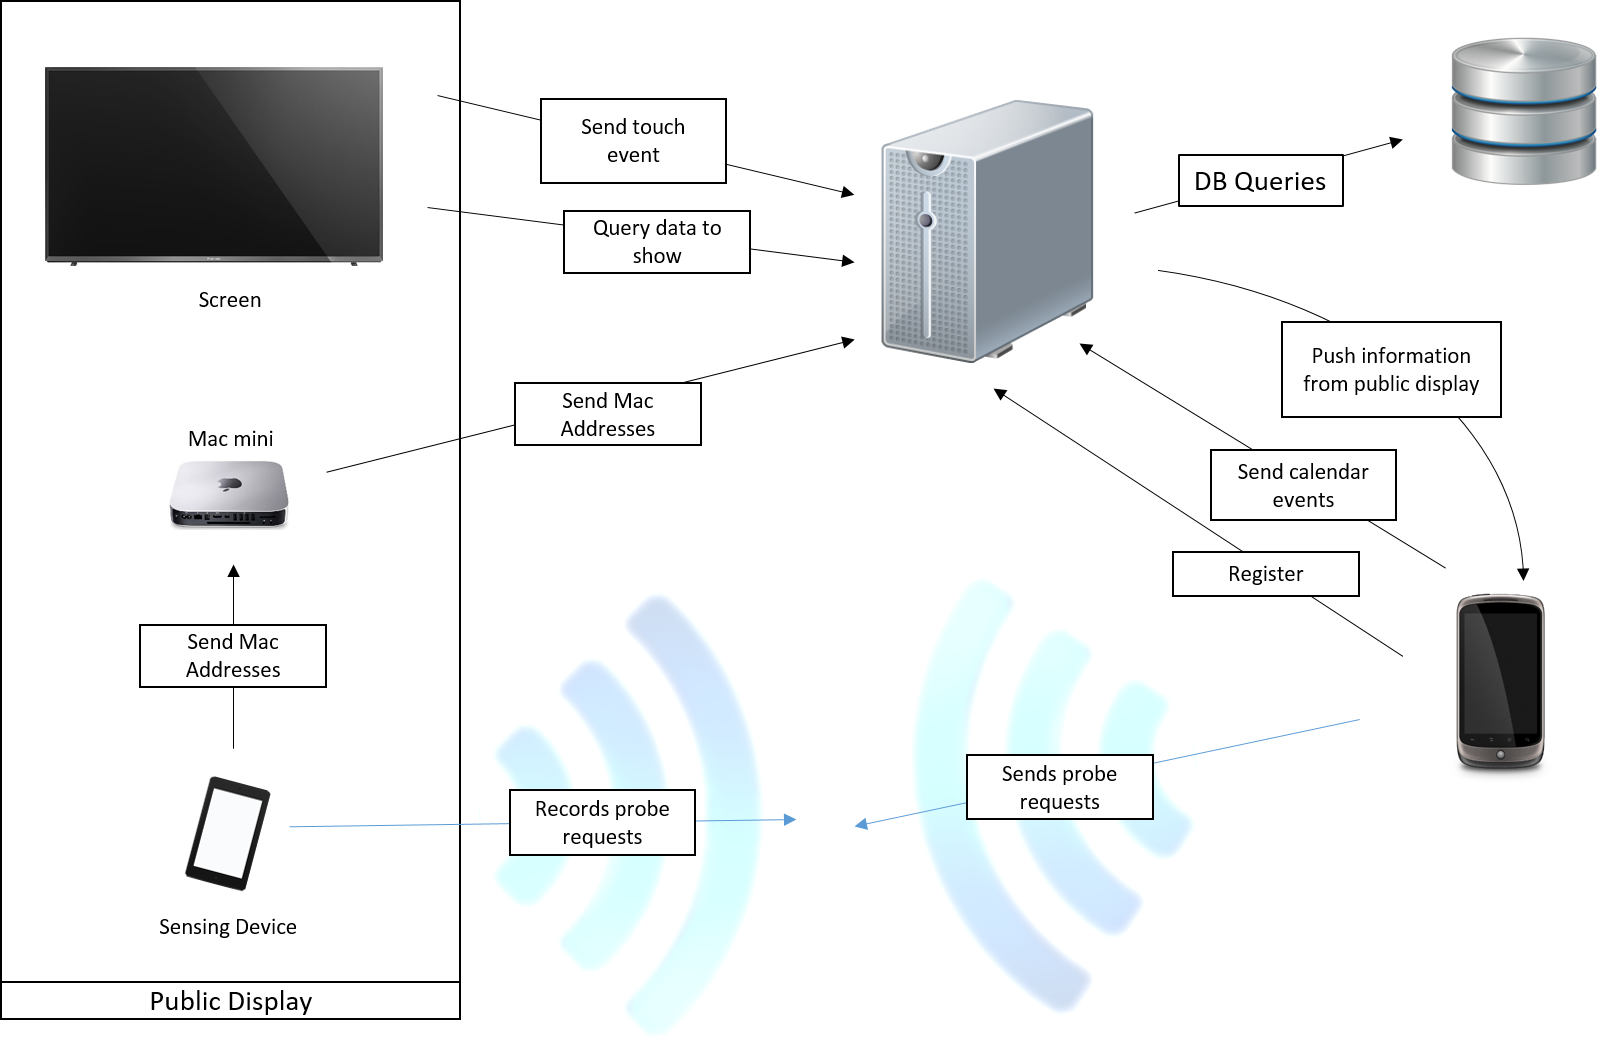 Send touch
event
DB Queries
Query data to
show
Screen
Push information
from public display
Send Mac
Addresses
Mac mini
Send calendar
events
Register
Send Mac
Addresses
Sends probe
requests
Records probe
requests
Sensing Device
Public Display